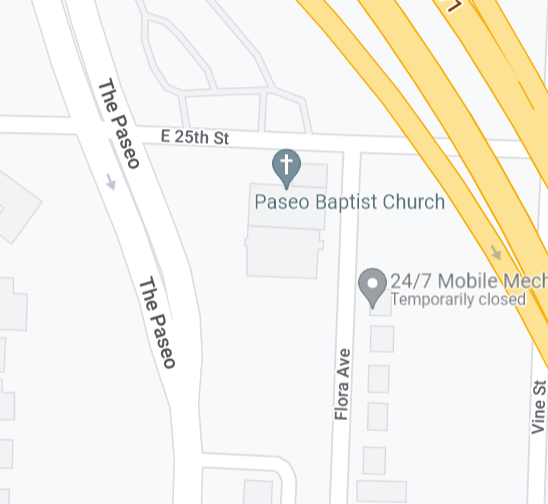 71
The Paseo
E 25th St
Paseo Baptist Church
24/7 Mobile Mech
Temporarily closed
The Paseo
Flora Ave
Vine St